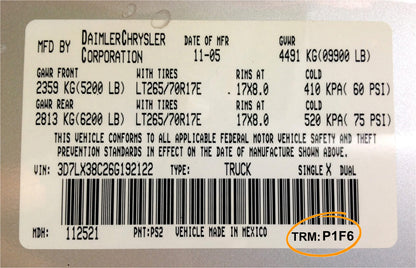 MFD BY DAIMLERCHRYSLER CORPORATION DATE OF MFR 11-05 GVWR 4491 KG(09900 LB)
GAWR FRONT WITH TIRES RIMS AT COLD
2359 KG(5200 LB) LT265/70R17E 17X8.0 410 KPA( 60 PSI)
GAWR REAR WITH TIRES RIMS AT COLD
2813 KG(6200 LB) LT265/70R17E 17X8.0 520 KPA( 75 PSI)
THIS VEHICLE CONFORMS TO ALL APPLICABLE FEDERAL MOTOR VEHICLE SAFETY AND THEFT
PREVENTION STANDARDS IN EFFECT ON THE DATE OF MANUFACTURE SHOWN ABOVE.
VIN: 3D7LX38C26G192122 TYPE: TRUCK SINGLE X DUAL
MDH: 112521 PNT:PS2 VEHICLE MADE IN MEXICO TRM: P1F6